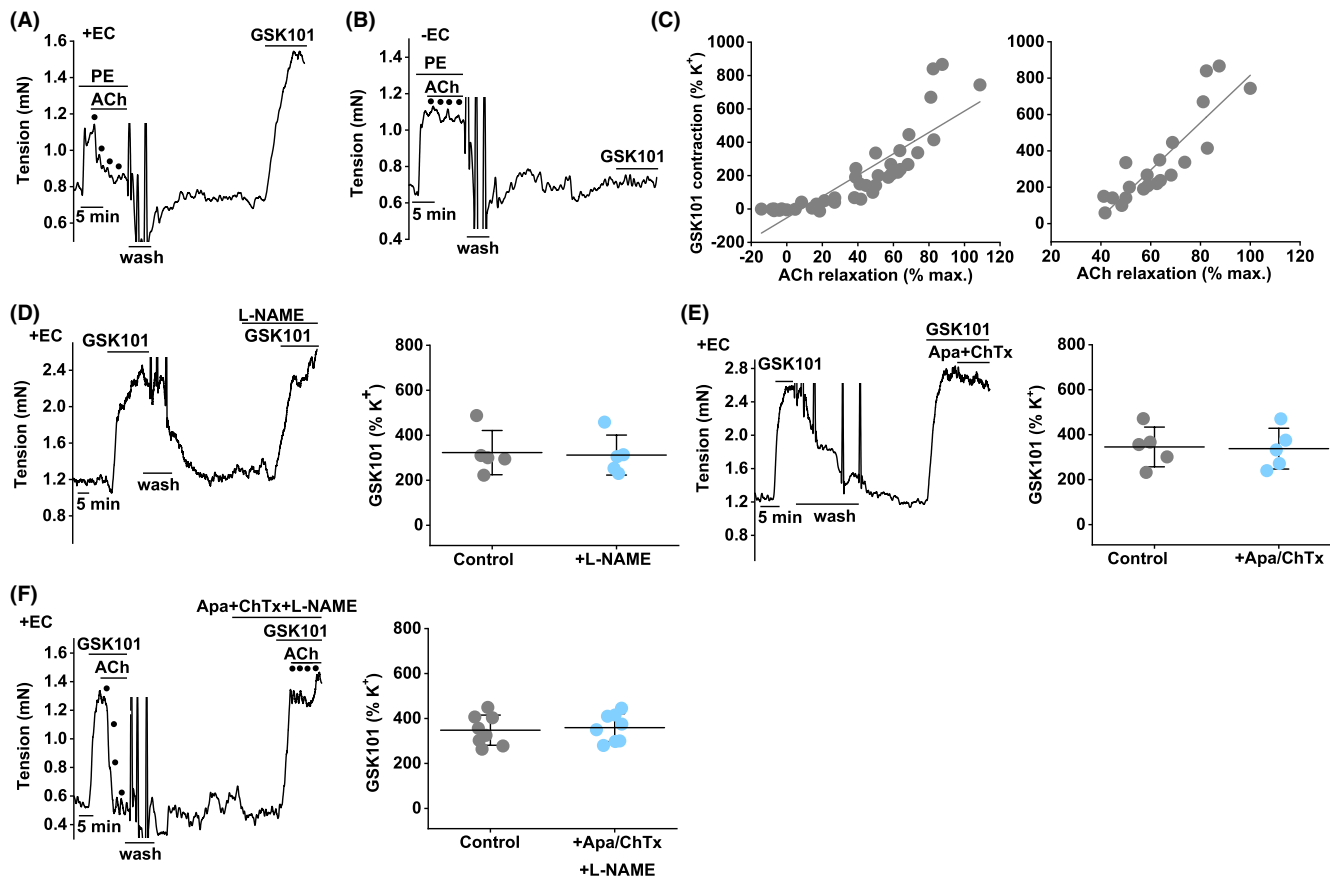 (A)
+EC
GSK101
PE
ACh
Tension (mN)
1.6
1.4
1.2
1.0
0.8
0.6
5 min
wash
(B)
-EC
PE
ACh
GSK101
Tension (mN)
1.4
1.2
1.0
0.8
0.6
0.4
5 min
wash
(C)
GSK101 contraction (% K+)
1000
800
600
400
200
0
-200
-20 0 20 40 60 80 100 120
ACh relaxation (% max.)
1000
800
600
400
200
0
20 40 60 80 100 120
ACh relaxation (% max.)
(D)
+EC
L-NAME
GSK101
GSK101
Tension (mN)
2.4
2.0
1.6
1.2
0.8
5 min
wash
GSK101 (% K+)
800
600
400
200
0
Control +L-NAME
(E)
+EC
GSK101
GSK101
Apa+ChTx
Tension (mN)
2.8
2.4
2.0
1.6
1.2
0.8
5 min
wash
GSK101 (% K+)
800
600
400
200
0
Control +Apa/ChTx
(F)
+EC
Apa+ChTx+L-NAME
GSK101
GSK101
ACh
ACh
Tension (mN)
1.6
1.4
1.2
1.0
0.8
0.6
0.4
5 min
wash
GSK101 (% K+)
800
600
400
200
0
Control +Apa/ChTx
+L-NAME